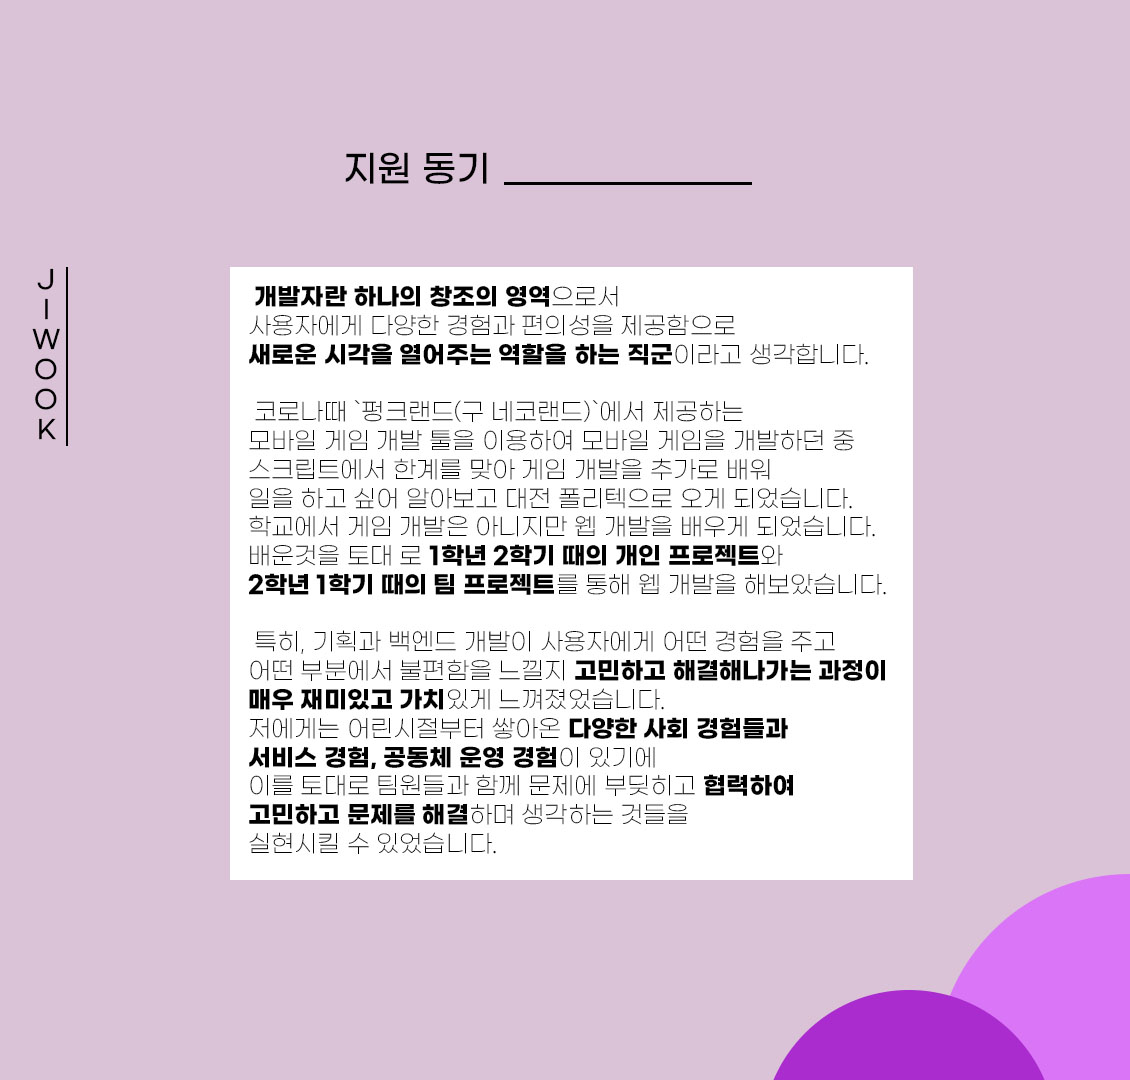 지원 동기
J
I
W
O
O
K
개발자란 하나의 창조의 영역으로서
사용자에게 다양한 경험과 편의성을 제공함으로
새로운 시각을 열어주는 역할을 하는 직군이라고 생각합니다.
코로나때 `펑크랜드(구 네코랜드)`에서 제공하는
모바일 게임 개발 툴을 이용하여 모바일 게임을 개발하던 중
스크립트에서 한계를 맞아 게임 개발을 추가로 배워
일을 하고 싶어 알아보고 대전 폴리텍으로 오게 되었습니다.
학교에서 게임 개발은 아니지만 웹 개발을 배우게 되었습니다.
배운것을 토대 로 1학년 2학기 때의 개인 프로젝트와
2학년 1학기 때의 팀 프로젝트를 통해 웹 개발을 해보았습니다.
특히, 기획과 백엔드 개발이 사용자에게 어떤 경험을 주고
어떤 부분에서 불편함을 느낄지 고민하고 해결해나가는 과정이
매우 재미있고 가치있게 느껴졌었습니다.
저에게는 어린시절부터 쌓아온 다양한 사회 경험들과
서비스 경험, 공동체 운영 경험이 있기에
이를 토대로 팀원들과 함께 문제에 부딪히고 협력하여
고민하고 문제를 해결하며 생각하는 것들을
실현시킬 수 있었습니다.